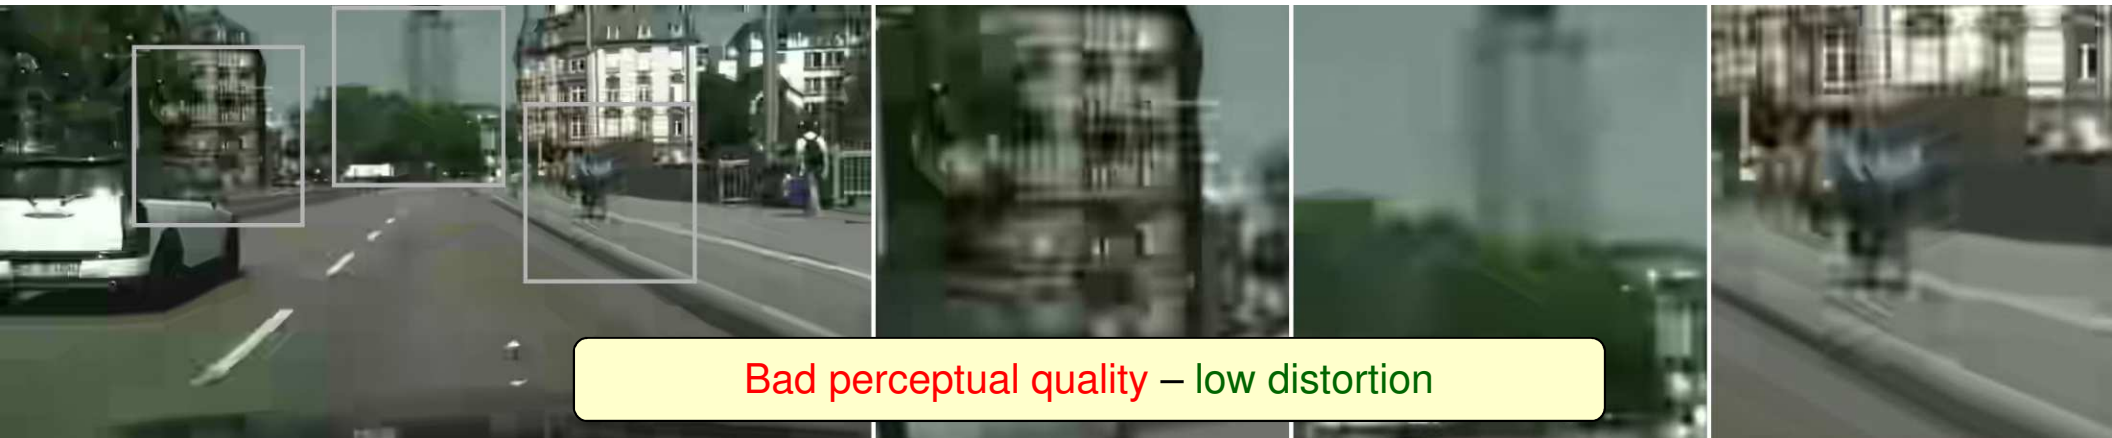 Bad perceptual quality – low distortion